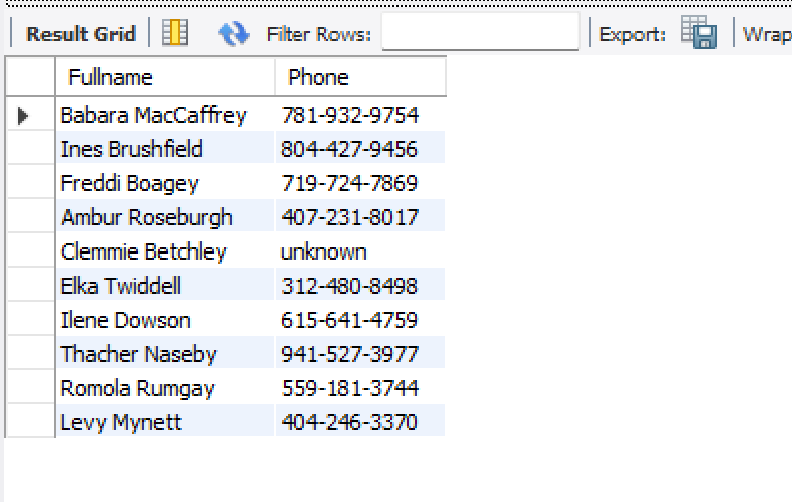 Result Grid Filter Rows: Export: Wrap
Fullname Phone
Babara MacCaffrey 781-932-9754
Ines Brushfield 804-427-9456
Freddi Boagey 719-724-7869
Ambur Roseburgh 407-231-8017
Clemmie Betchley unknown
Elka Twiddell 312-480-8498
Ilene Dowson 615-641-4759
Thacher Naseby 941-527-3977
Romola Rumgay 559-181-3744
Levy Mynett 404-246-3370